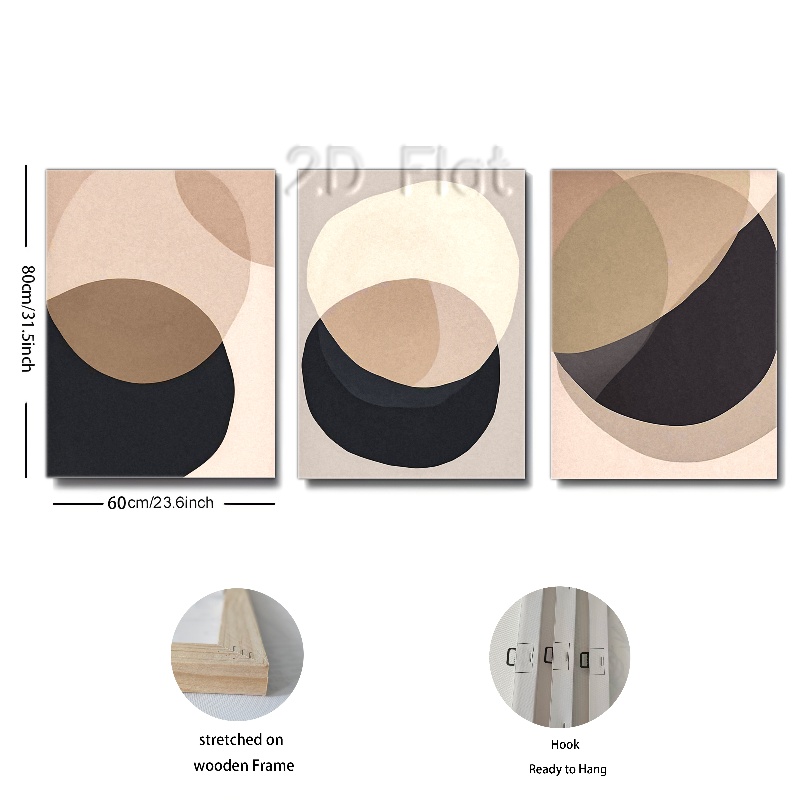 2D Flat
80cm/31.5inch
60cm/23.6inch
stretched on
wooden Frame
Hook
Ready to Hang